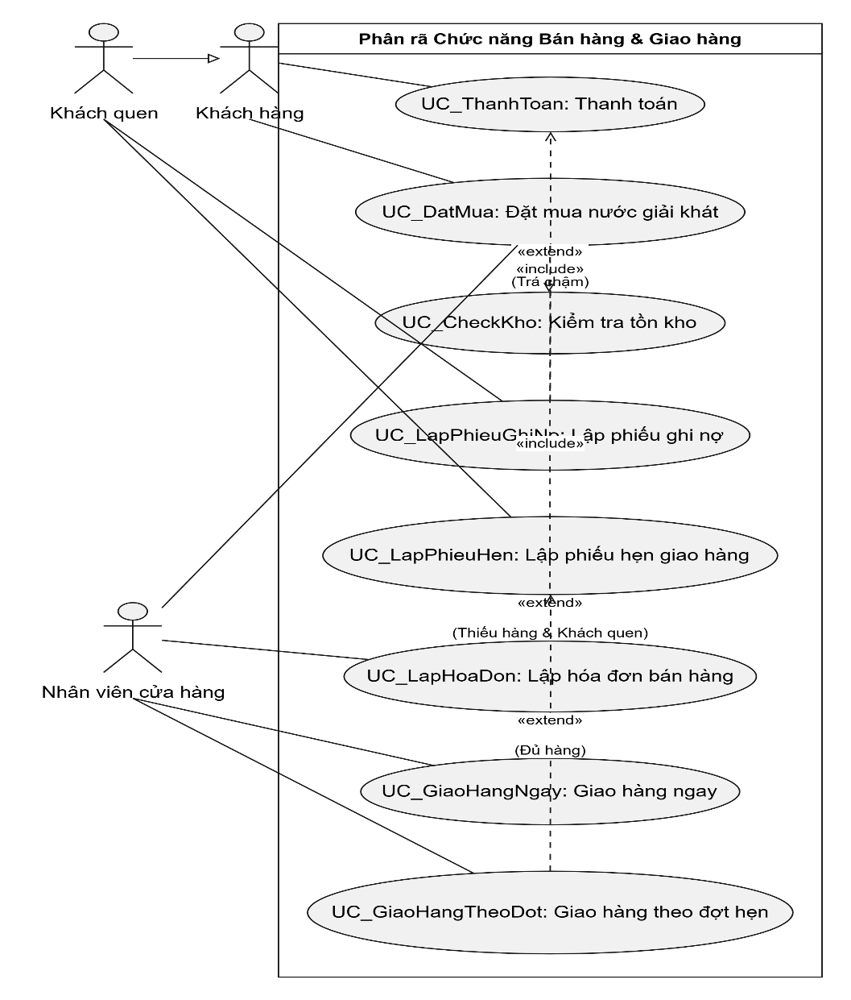 Phân rã Chức năng Bán hàng & Giao hàng
Khách quen
Khách hàng
UC_ThanhToan: Thanh toán
UC_DatMua: Đặt mua nước giải khát
«extend»
«include»
(Trả chậm)
UC_CheckKho: Kiểm tra tồn kho
UC_LapPhieuGhiNo: Lập phiếu ghi nợ
«include»
UC_LapPhieuHen: Lập phiếu hẹn giao hàng
«extend»
(Thiếu hàng & Khách quen)
UC_LapHoaDon: Lập hóa đơn bán hàng
Nhân viên cửa hàng
«extend»
(Đủ hàng)
UC_GiaoHangNgay: Giao hàng ngay
UC_GiaoHangTheoDot: Giao hàng theo đợt hẹn